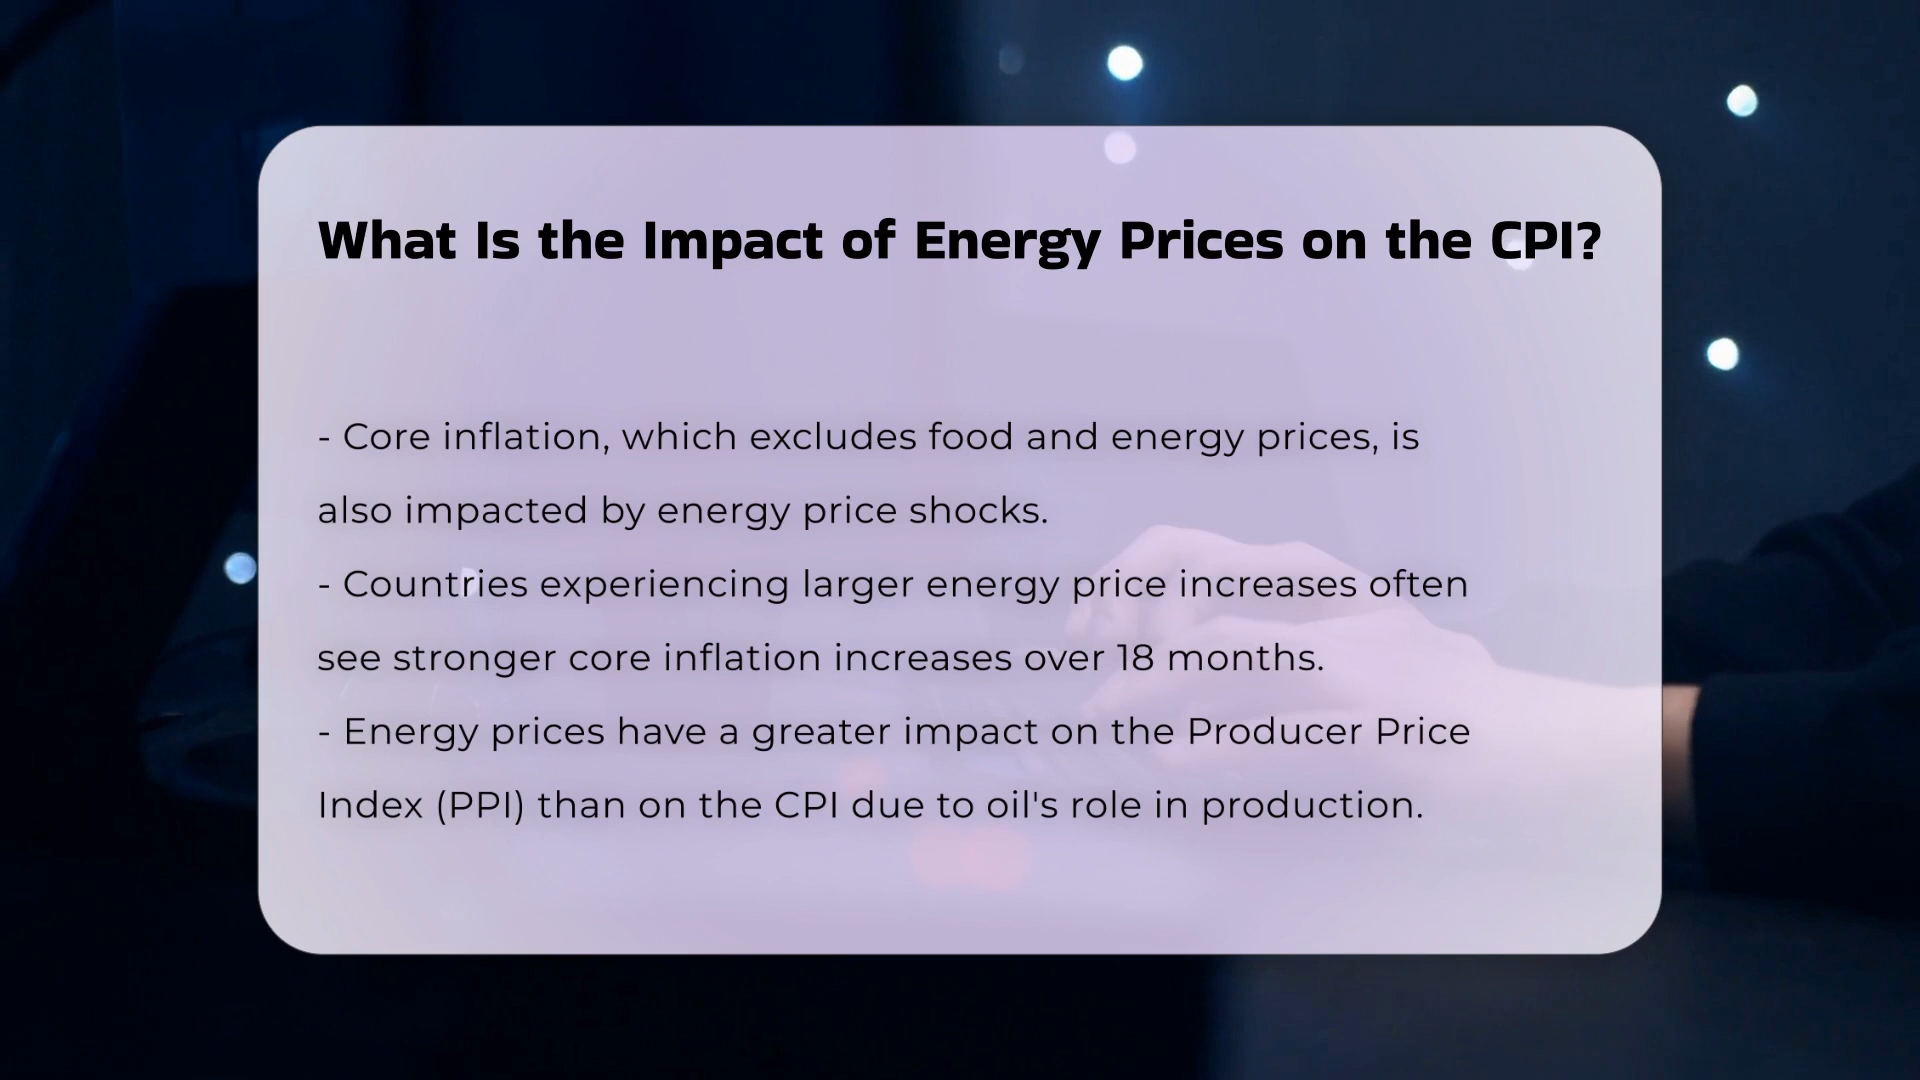 What Is the Impact of Energy Prices on the CPI?
- Core inflation, which excludes food and energy prices, is
also impacted by energy price shocks.
- Countries experiencing larger energy price increases often
see stronger core inflation increases over 18 months.
- Energy prices have a greater impact on the Producer Price
Index (PPI) than on the CPI due to oil's role in production.